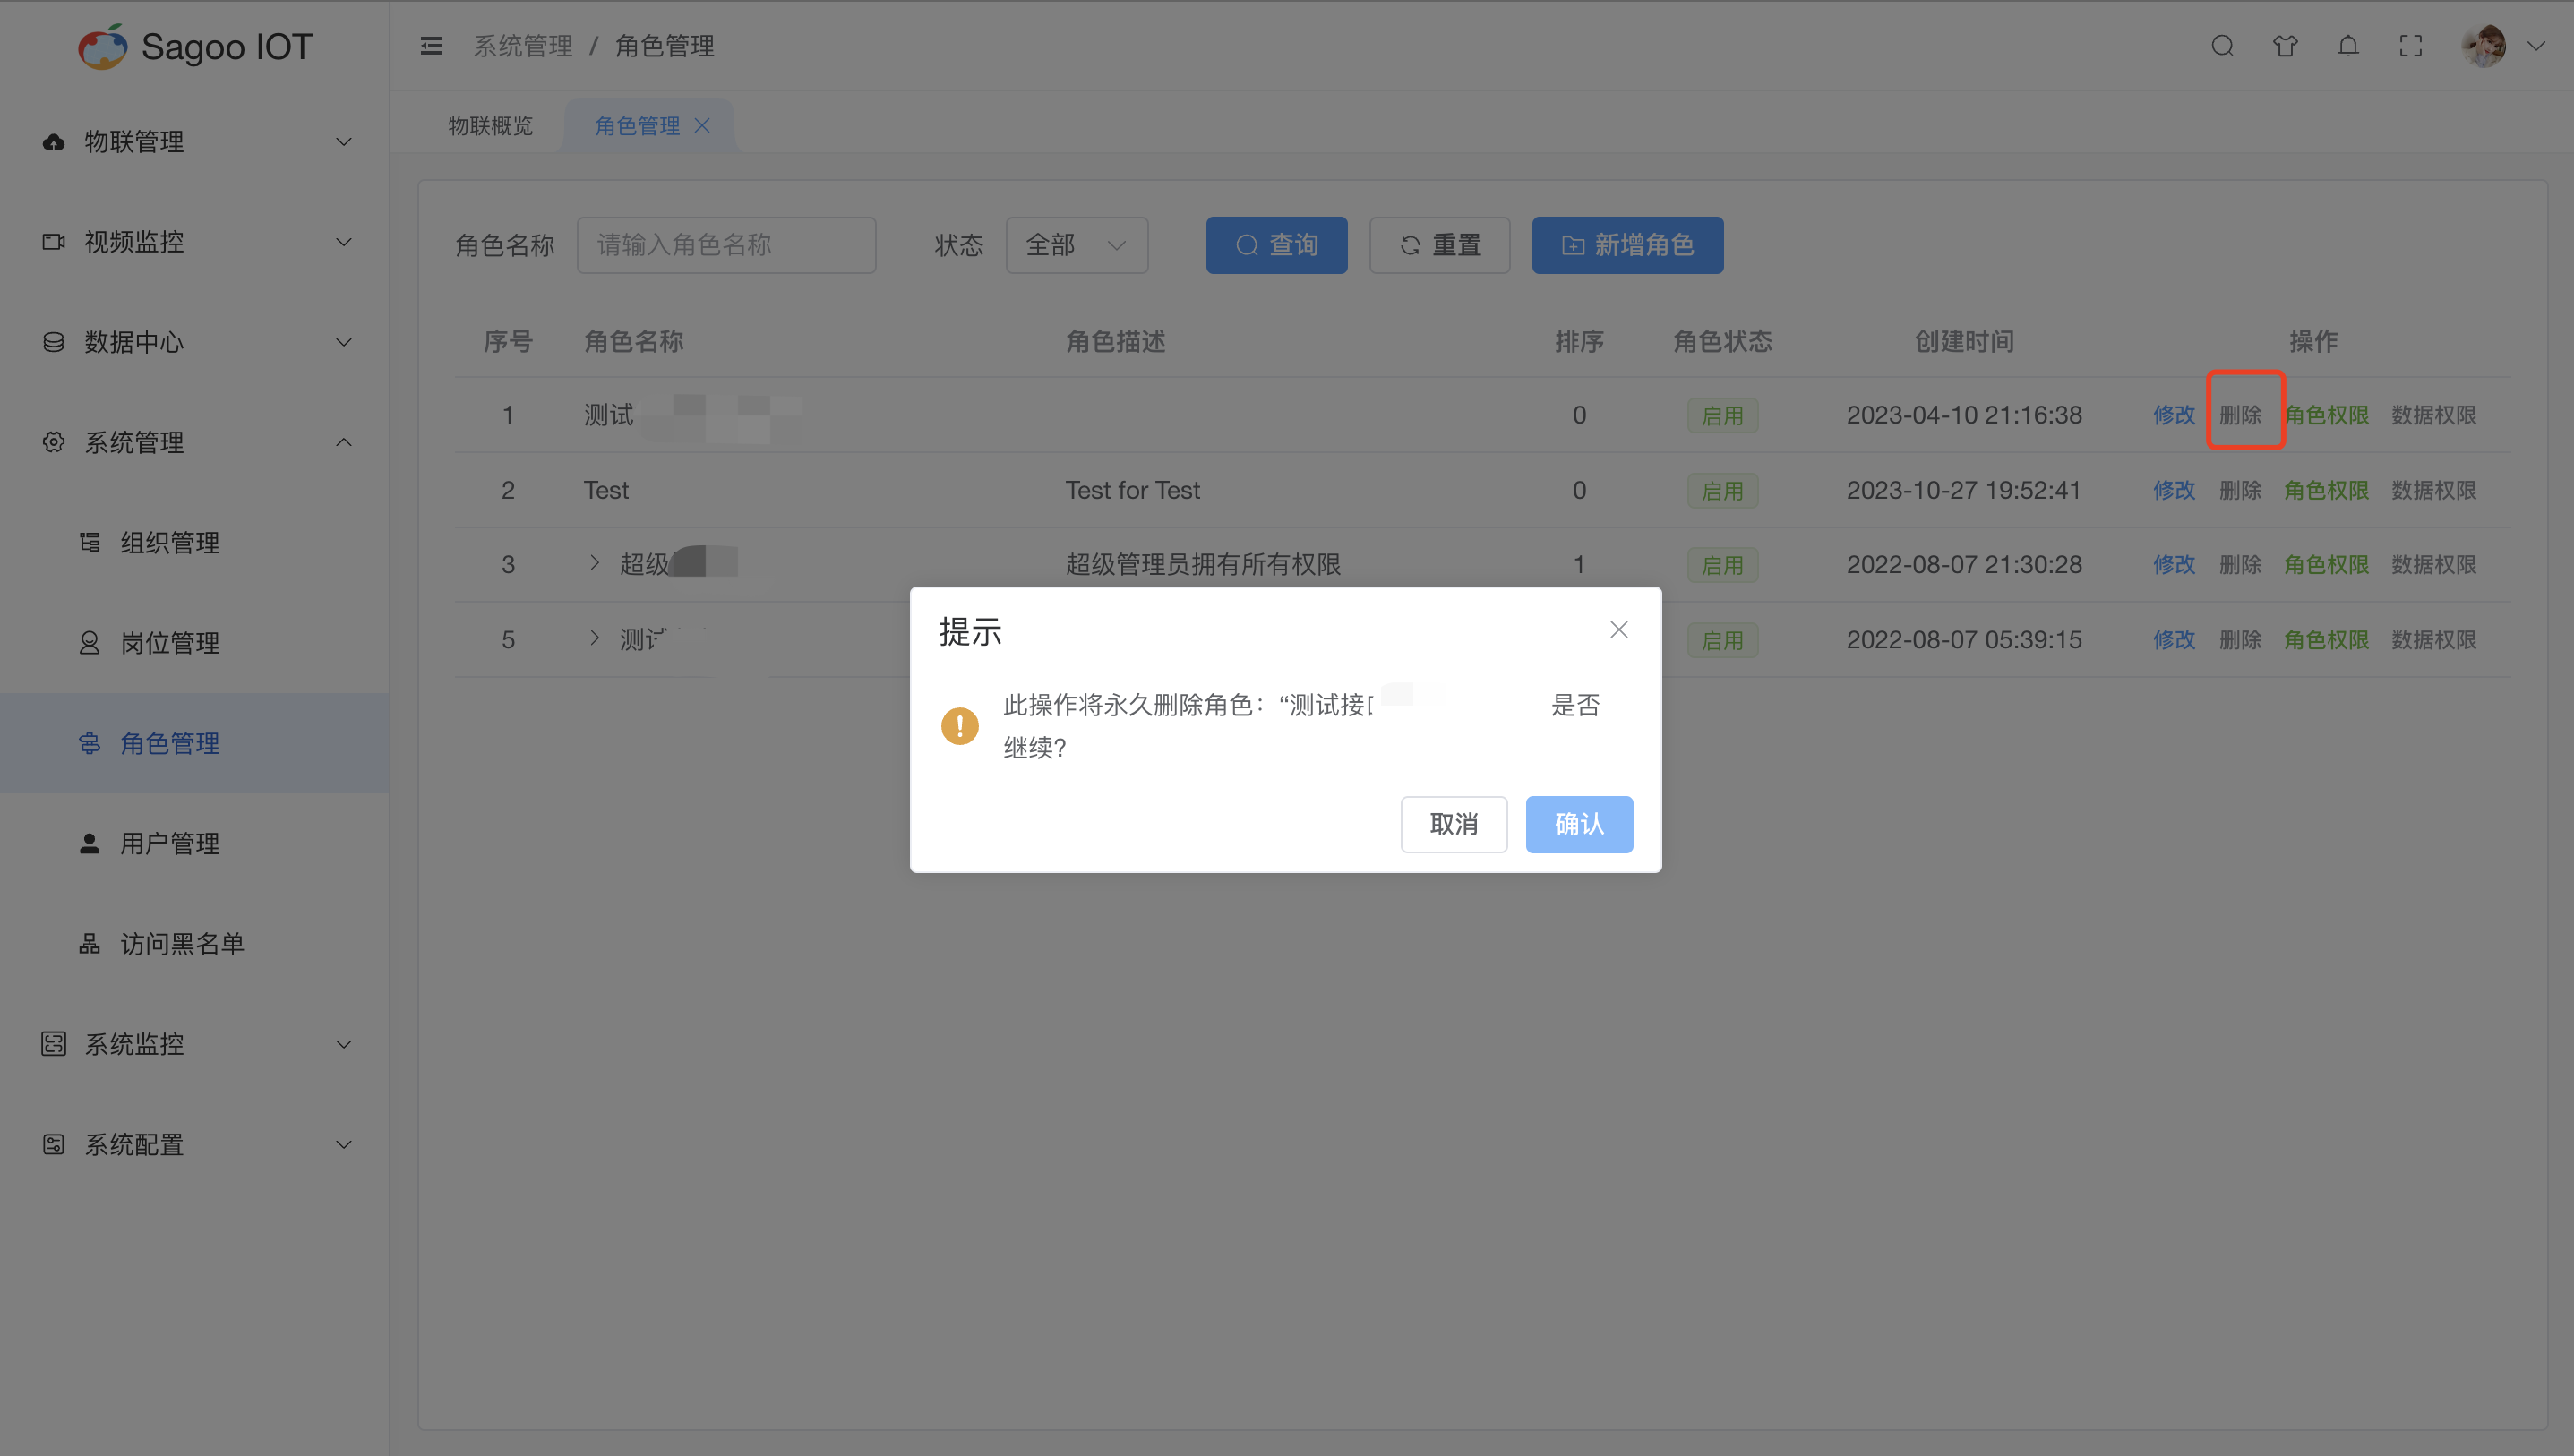 Sagoo IOT
系统管理 / 角色管理
物联概览
角色管理
物联管理
视频监控
数据中心
系统管理
组织管理
岗位管理
角色管理
用户管理
访问黑名单
系统监控
系统配置
角色名称 请输入角色名称 状态 全部 查询 重置 新增角色
序号 角色名称 角色描述 排序 角色状态 创建时间 操作
1 测试 0 启用 2023-04-10 21:16:38 修改 删除 角色权限 数据权限
2 Test Test for Test 0 启用 2023-10-27 19:52:41 修改 删除 角色权限 数据权限
3 超级 超级管理员拥有所有权限 1 启用 2022-08-07 21:30:28 修改 删除 角色权限 数据权限
5 测 启用 2022-08-07 05:39:15 修改 删除 角色权限 数据权限
提示
此操作将永久删除角色：“测试接 是否
继续?
取消 确认